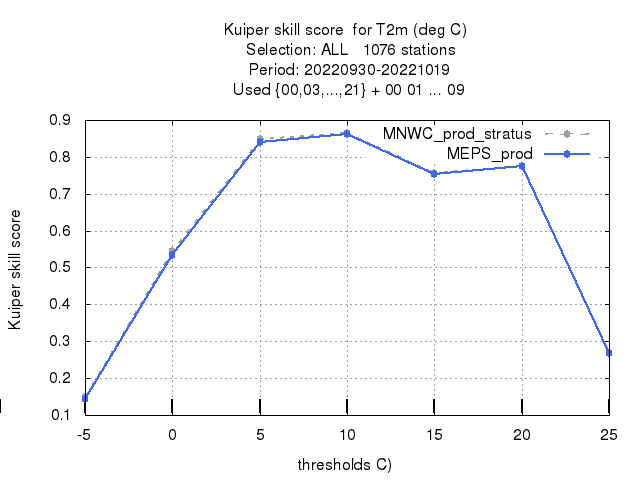 Kuiper skill score  for T2m (deg C)
Selection: ALL   1076 stations
Period: 20220930-20221019
Used {00,03,...,21} + 00 01 ... 09
MNWC_prod_stratus
MEPS_prod
Kuiper skill score
0.9
0.8
0.7
0.6
0.5
0.4
0.3
0.2
0.1
-5 0 5 10 15 20 25
thresholds C)